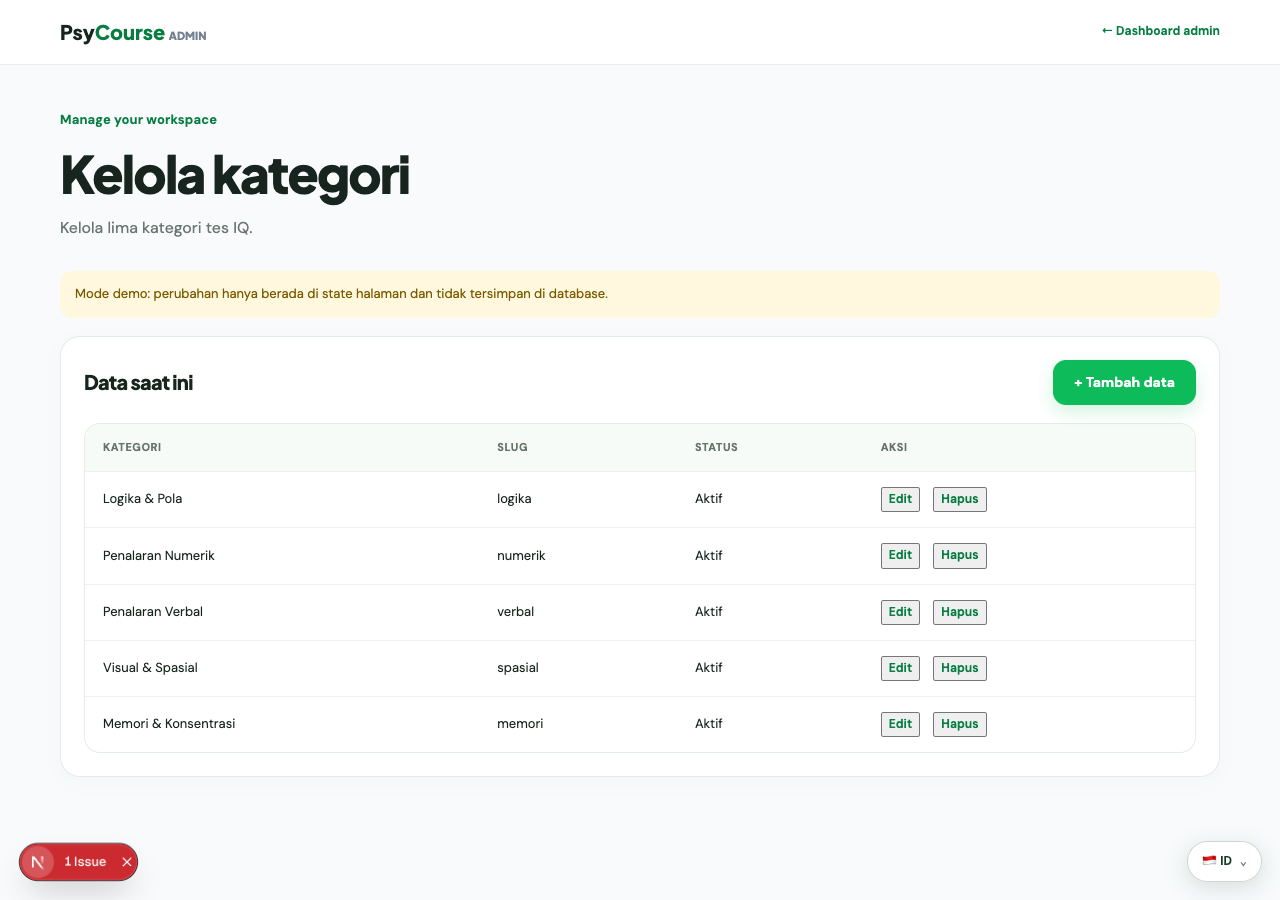 PsyCourse ADMIN
← Dashboard admin
Manage your workspace
Kelola kategori
Kelola lima kategori tes IQ.
Mode demo: perubahan hanya berada di state halaman dan tidak tersimpan di database.
Data saat ini
+ Tambah data
KATEGORI SLUG STATUS AKSI
Logika & Pola logika Aktif Edit Hapus
Penalaran Numerik numerik Aktif Edit Hapus
Penalaran Verbal verbal Aktif Edit Hapus
Visual & Spasial spasial Aktif Edit Hapus
Memori & Konsentrasi memori Aktif Edit Hapus
N 1 Issue
ID